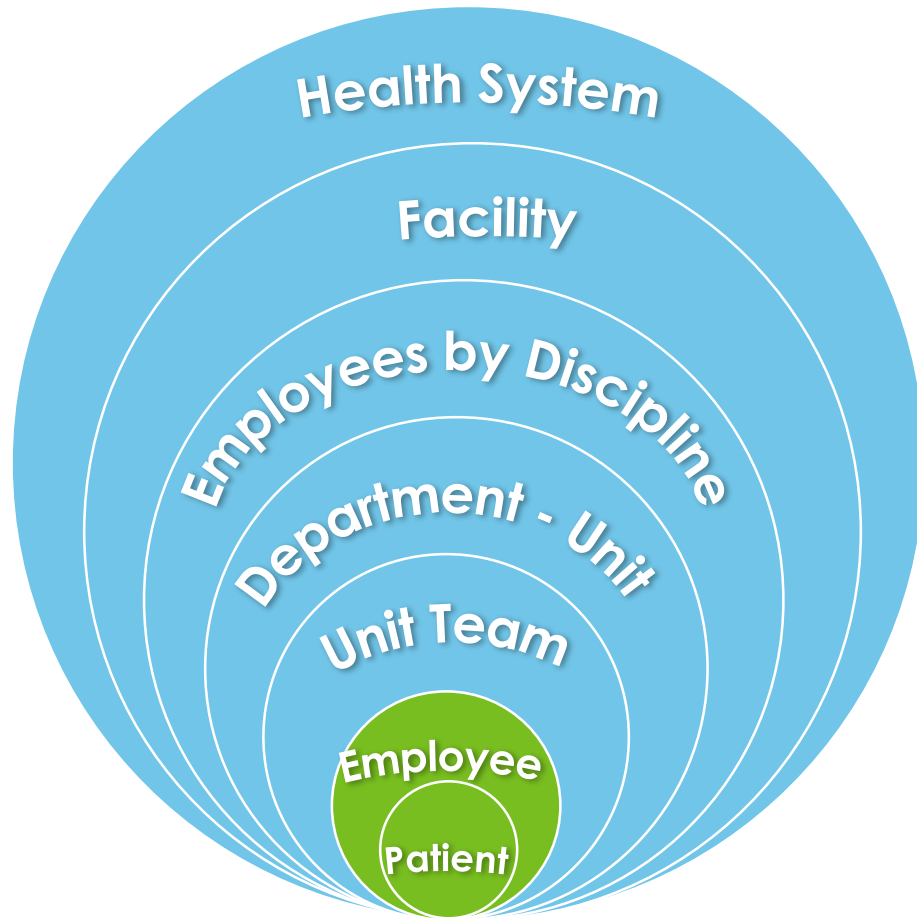 Health System
Facility
Employees by Discipline
Department - Unit
Unit Team
Employee
Patient